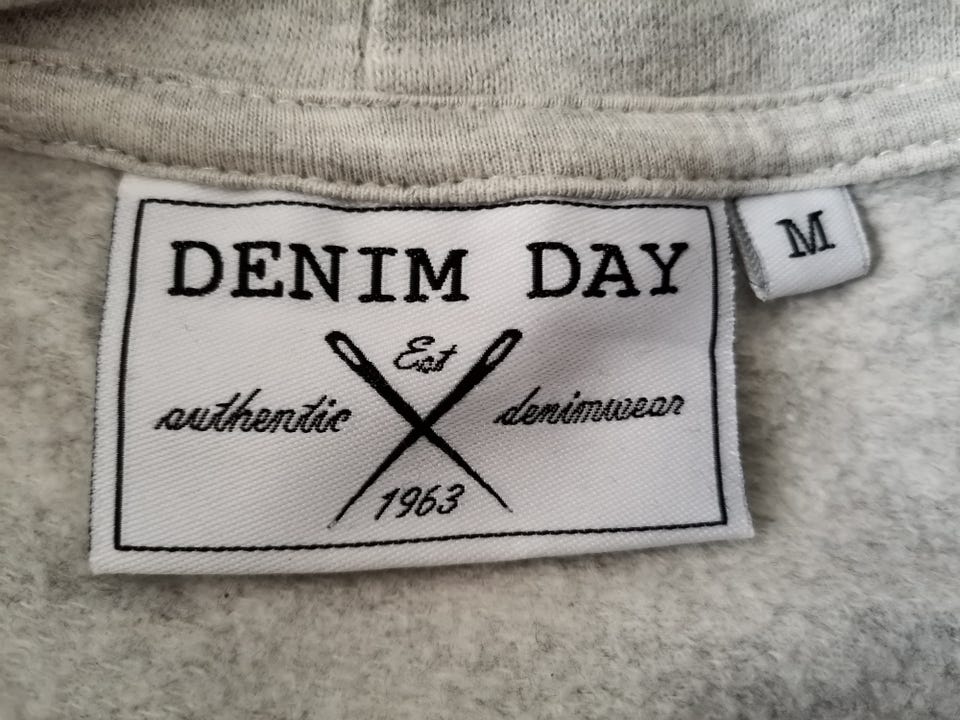 DENIM DAY
M
Est
authentic denimwear
1963